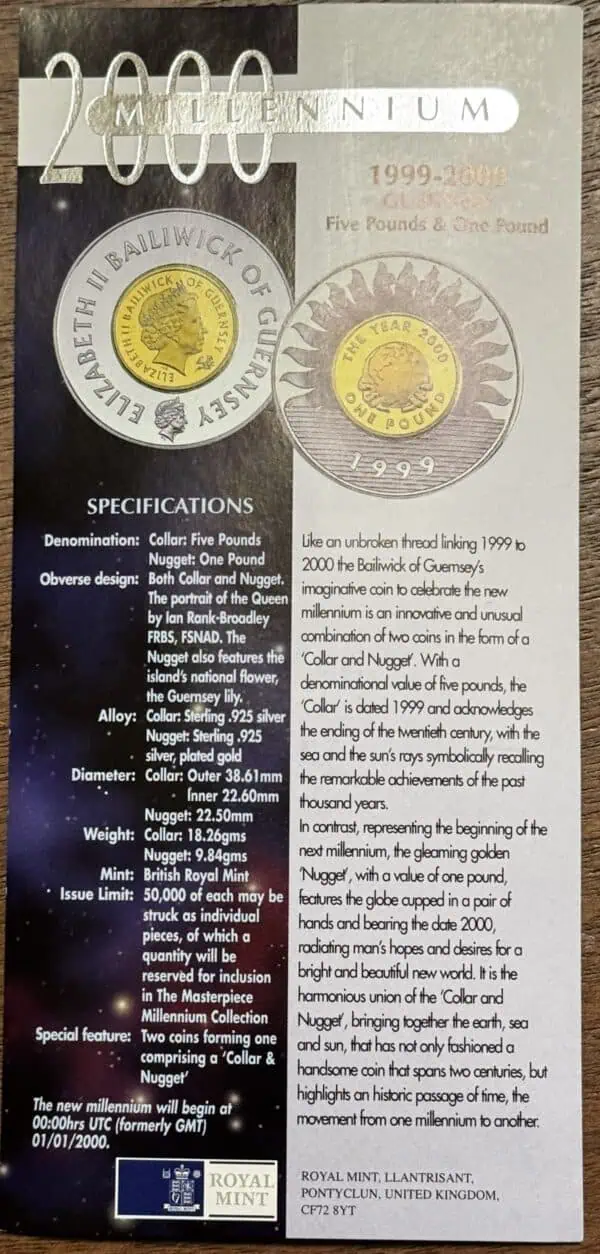 2000
MILLENNIUM
1999-2000
GUERNSEY
Five Pounds & One Pound
ELIZABETH II BAILIWICK OF GUERNSEY
ELIZABETH II BAILIWICK OF GUERNSEY
THE YEAR 2000
ONE POUND
1999
SPECIFICATIONS
Denomination: Collar: Five Pounds
Nugget: One Pound
Obverse design: Both Collar and Nugget.
The portrait of the Queen
by Ian Rank-Broadley
FRBS, FSNAD. The
Nugget also features the
island's national flower,
the Guernsey lily.
Alloy: Collar: Sterling .925 silver
Nugget: Sterling .925
silver, plated gold
Diameter: Collar: Outer 38.61mm
Inner 22.60mm
Nugget: 22.50mm
Weight: Collar: 18.26gms
Nugget: 9.84gms
Mint: British Royal Mint
Issue Limit: 50,000 of each may be
struck as individual
pieces, of which a
quantity will be
reserved for inclusion
in The Masterpiece
Millennium Collection
Special feature: Two coins forming one
comprising a 'Collar &
Nugget'
The new millennium will begin at
00:00hrs UTC (formerly GMT)
01/01/2000.
ROYAL
MINT
Like an unbroken thread linking 1999 to
2000 the Bailiwick of Guernsey's
imaginative coin to celebrate the new
millennium is an innovative and unusual
combination of two coins in the form of a
'Collar and Nugget'. With a
denominational value of five pounds, the
'Collar' is dated 1999 and acknowledges
the ending of the twentieth century, with the
sea and the sun's rays symbolically recalling
the remarkable achievements of the past
thousand years.
In contrast, representing the beginning of the
next millennium, the gleaming golden
'Nugget', with a value of one pound,
features the globe cupped in a pair of
hands and bearing the date 2000,
radiating man's hopes and desires for a
bright and beautiful new world. It is the
harmonious union of the 'Collar and
Nugget', bringing together the earth, sea
and sun, that has not only fashioned a
handsome coin that spans two centuries, but
highlights an historic passage of time, the
movement from one millennium to another.
ROYAL MINT, LLANTRISANT,
PONTYCLUN, UNITED KINGDOM,
CF72 8YT